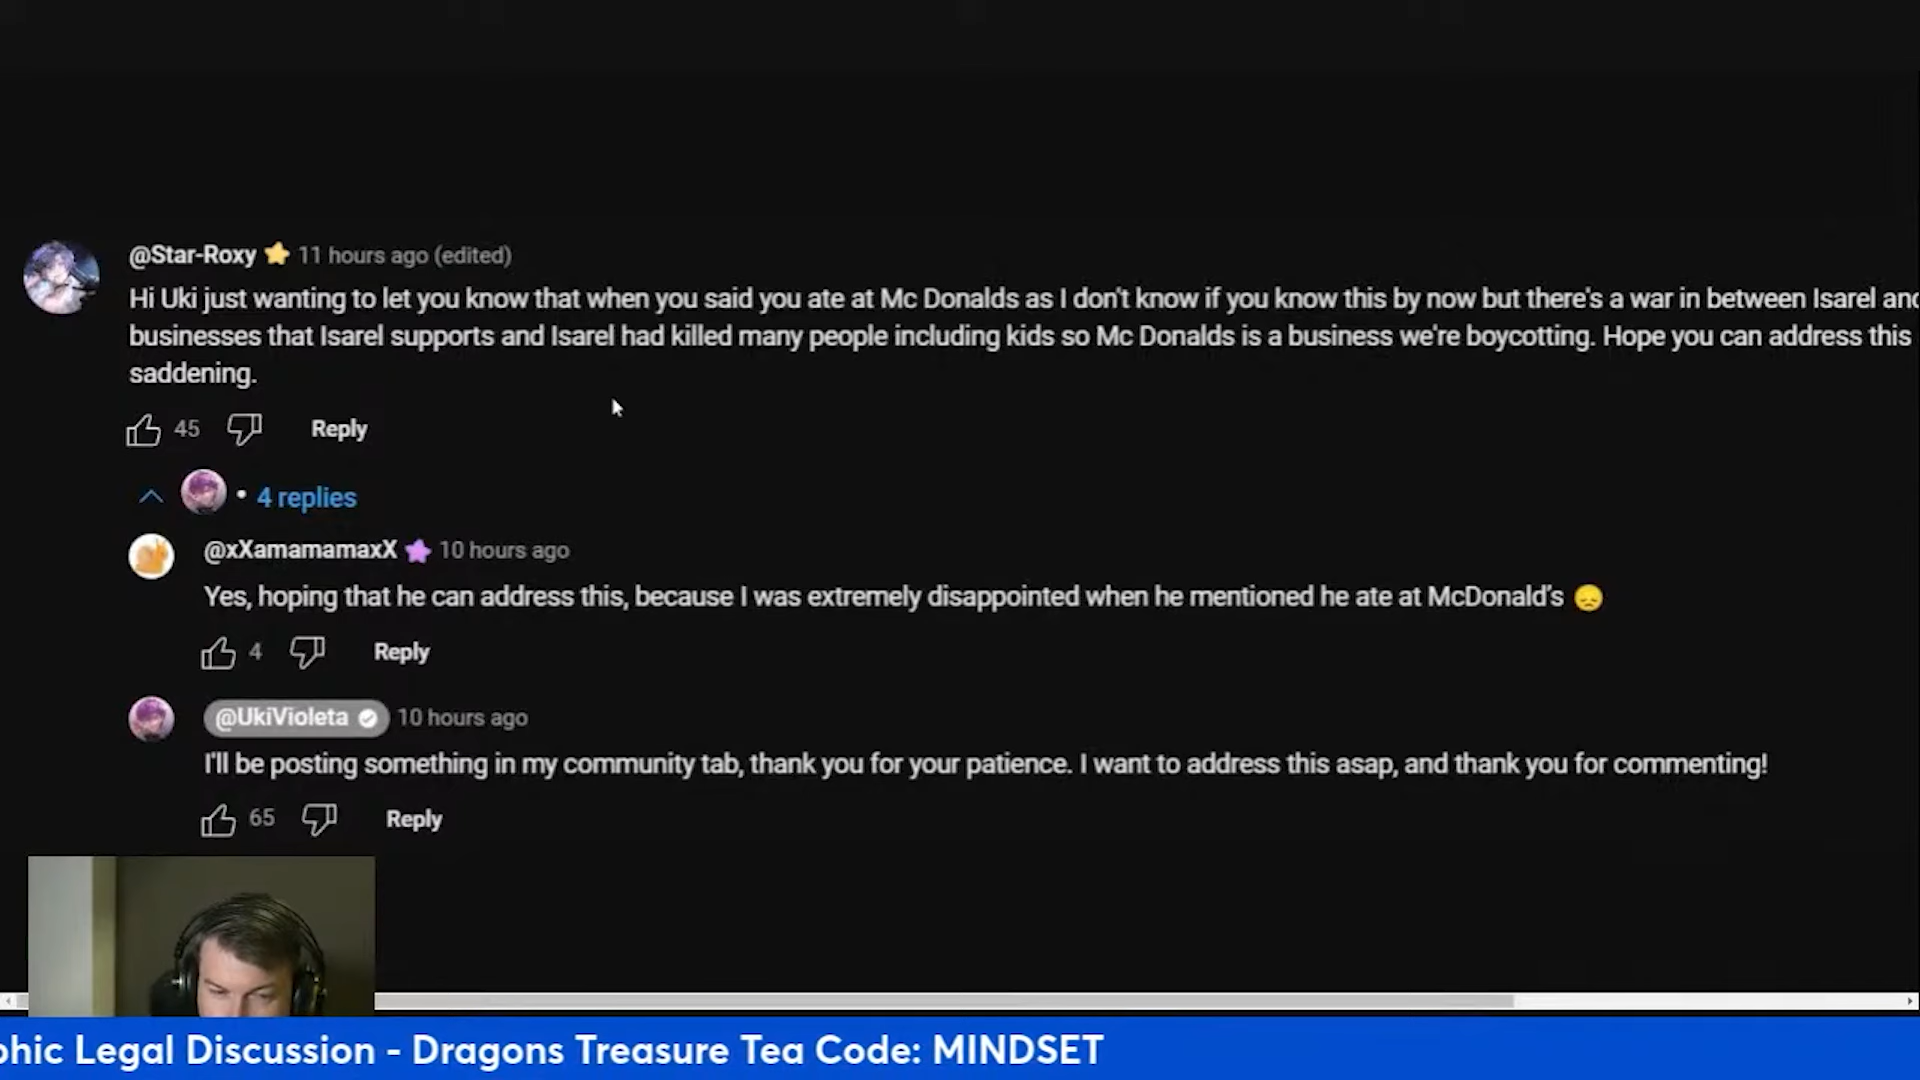 @Star-Roxy 11 hours ago (edited)
Hi Uki just wanting to let you know that when you said you ate at Mc Donalds as I don't know if you know this by now but there's a war in between Isarel
businesses that Isarel supports and Isarel had killed many people including kids so Mc Donalds is a business we're boycotting. Hope you can address this
saddening.
45 Reply
4 replies
@xXamamamaxX 10 hours ago
Yes, hoping that he can address this, because I was extremely disappointed when he mentioned he ate at McDonald's 😞
4 Reply
@UkiVioleta 10 hours ago
I'll be posting something in my community tab, thank you for your patience. I want to address this asap, and thank you for commenting!
65 Reply
Legal Discussion - Dragons Treasure Tea Code: MINDSET